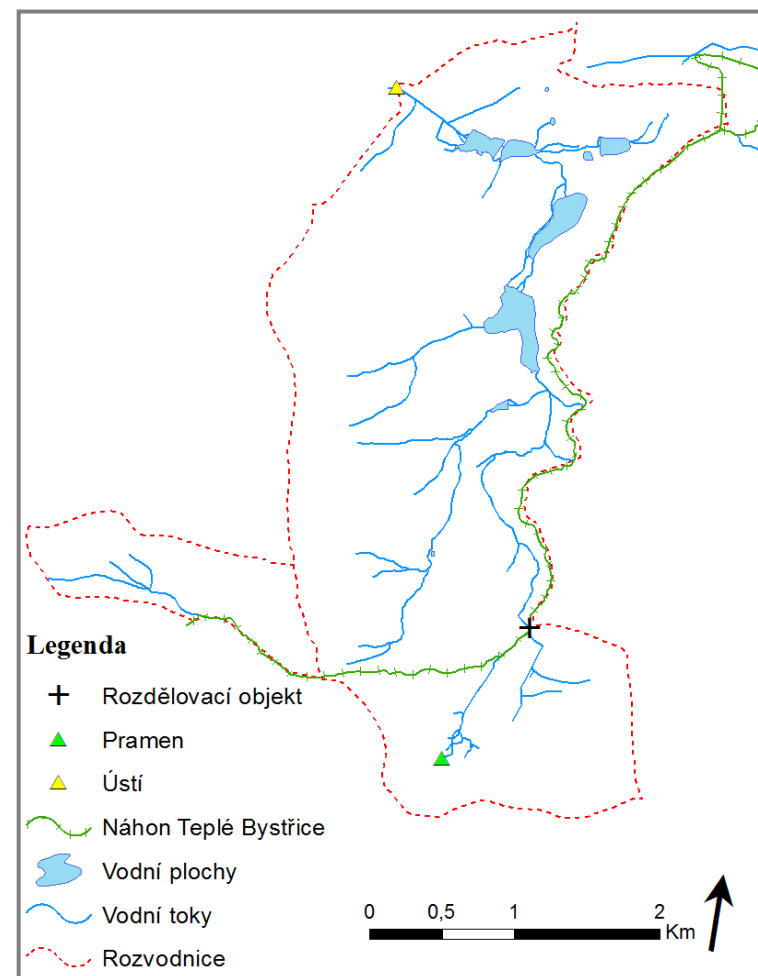 Legenda
Rozdělovací objekt
Pramen
Ústí
Náhon Teplé Bystřice
Vodní plochy
Vodní toky
Rozvodnice
0 0,5 1 2
Km